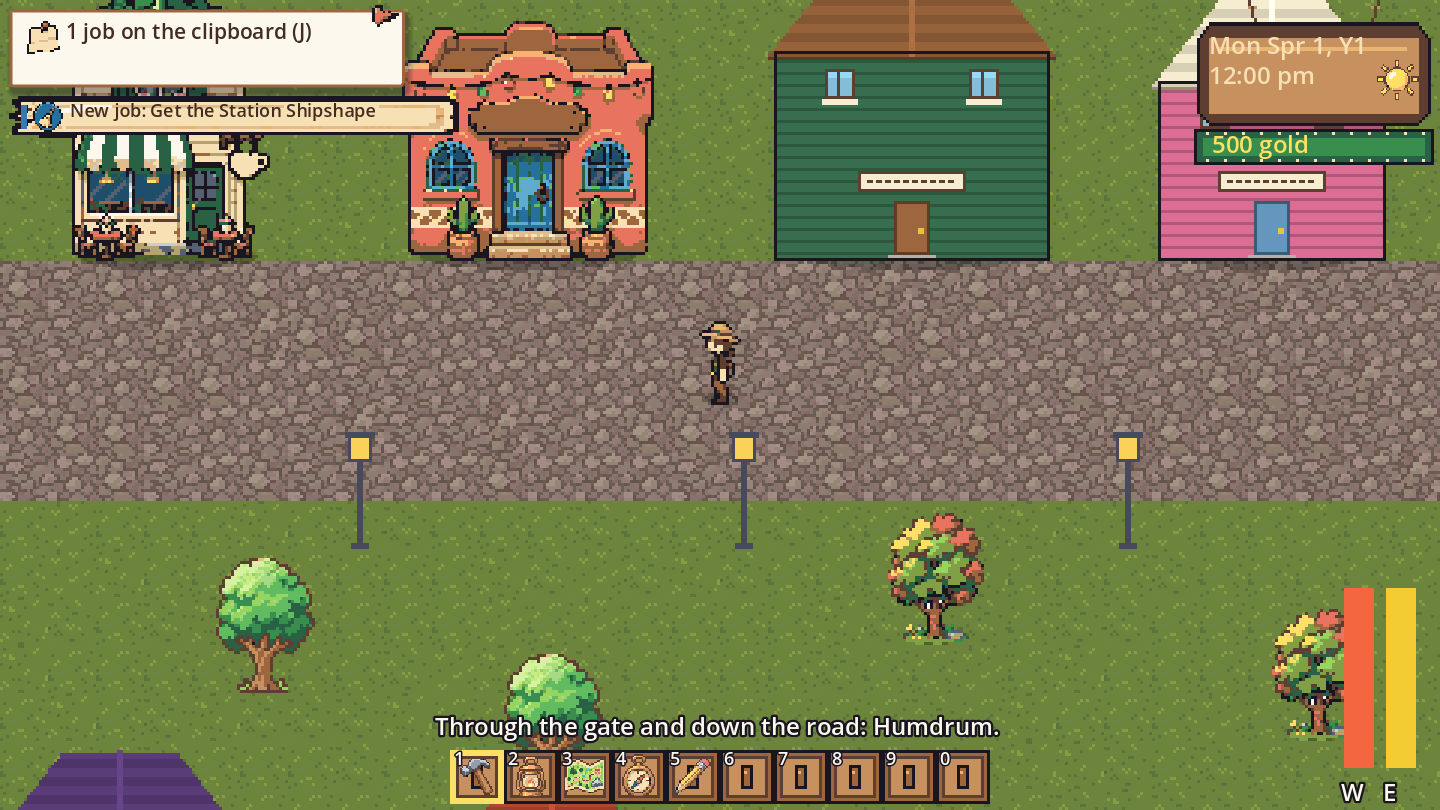 1 job on the clipboard (J)
New job: Get the Station Shipshape
Mon Spr 1, Y1
12:00 pm
500 gold
Through the gate and down the road: Humdrum.
1 2 3 4 5 6 7 8 9 0
W E